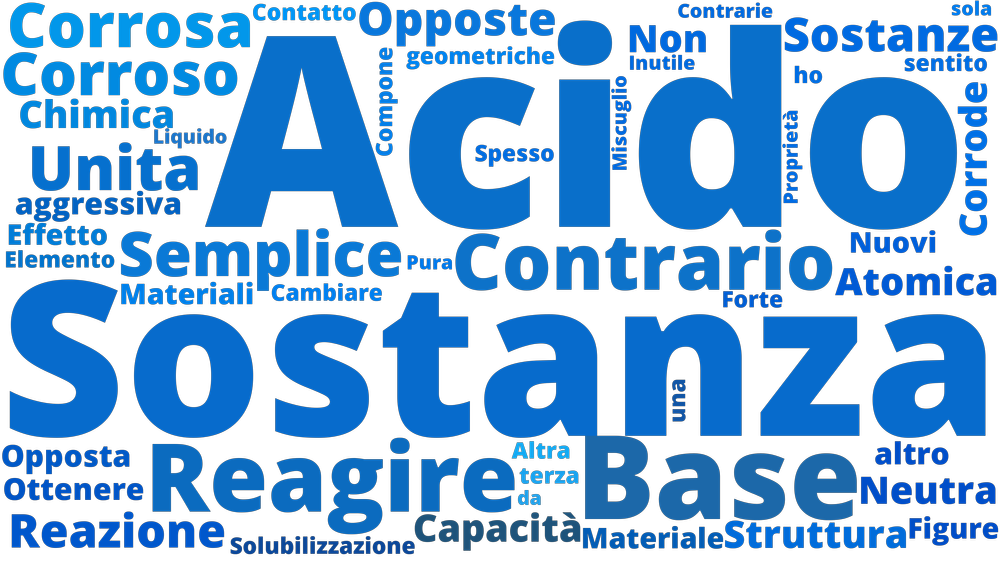 Corrosa
Contatto
Opposte
Contrarie
sola
Non
Sostanze
Corroso
geometriche
Inutile
ho
sentito
Chimica
Liquido
Acido
Compone
Spesso
Miscuglio
Proprietà
Corrode
Unita
aggressiva
Effetto
Elemento
Semplice
Pura
Contrario
Nuovi
Atomica
Materiali
Cambiare
Forte
Sostanza
una
Opposta
Reagire
Altra
terza
da
Base
altro
Ottenere
Neutra
Reazione
Solubilizzazione
Capacità
Materiale
Struttura
Figure